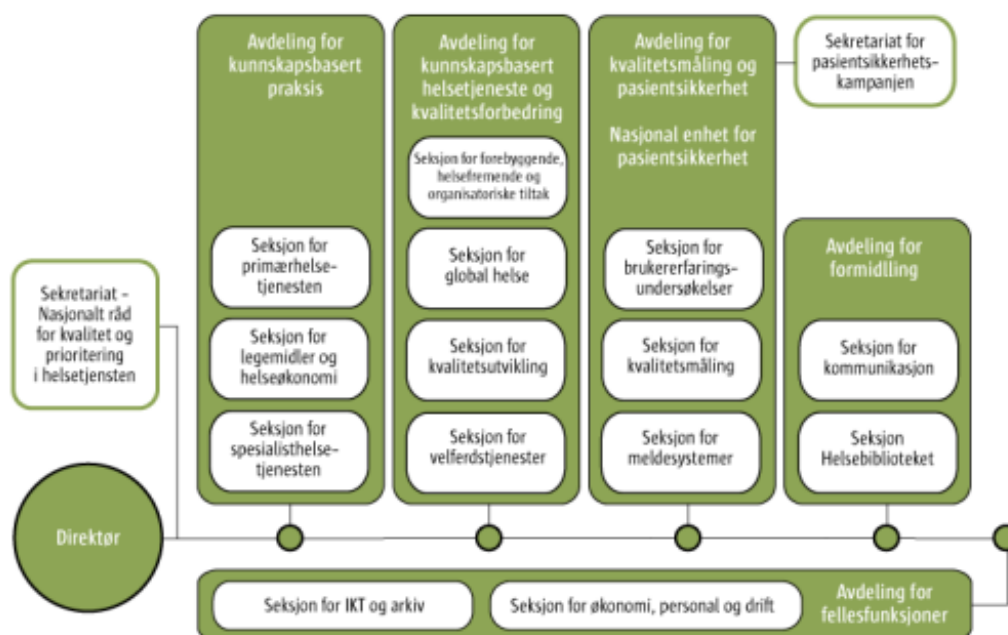 Avdeling for
kunnskapsbasert
praksis
Seksjon for
primærhelse-
tjenesten
Seksjon for
legemidler og
helseøkonomi
Seksjon for
spesialisthelse-
tjenesten
Avdeling for
kunnskapsbasert
helsetjeneste og
kvalitetsforbedring
Seksjon for forebyggende,
helsefremende og
organisatoriske tiltak
Seksjon for
global helse
Seksjon for
kvalitetsutvikling
Seksjon for
velferdstjenester
Avdeling for
kvalitetsmåling og
pasientsikkerhet
Nasjonal enhet for
pasientsikkerhet
Seksjon for
brukererfarings-
undersøkelser
Seksjon for
kvalitetsmåling
Seksjon for
meldesystemer
Sekretariat for
pasientsikkerhets-
kampanjen
Avdeling for
formidlling
Seksjon for
kommunikasjon
Seksjon
Helsebiblioteket
Sekretariat –
Nasjonalt råd
for kvalitet og
prioritering
i helsetjensten
Direktør
Seksjon for IKT og arkiv
Seksjon for økonomi, personal og drift
Avdeling for
fellesfunksjoner